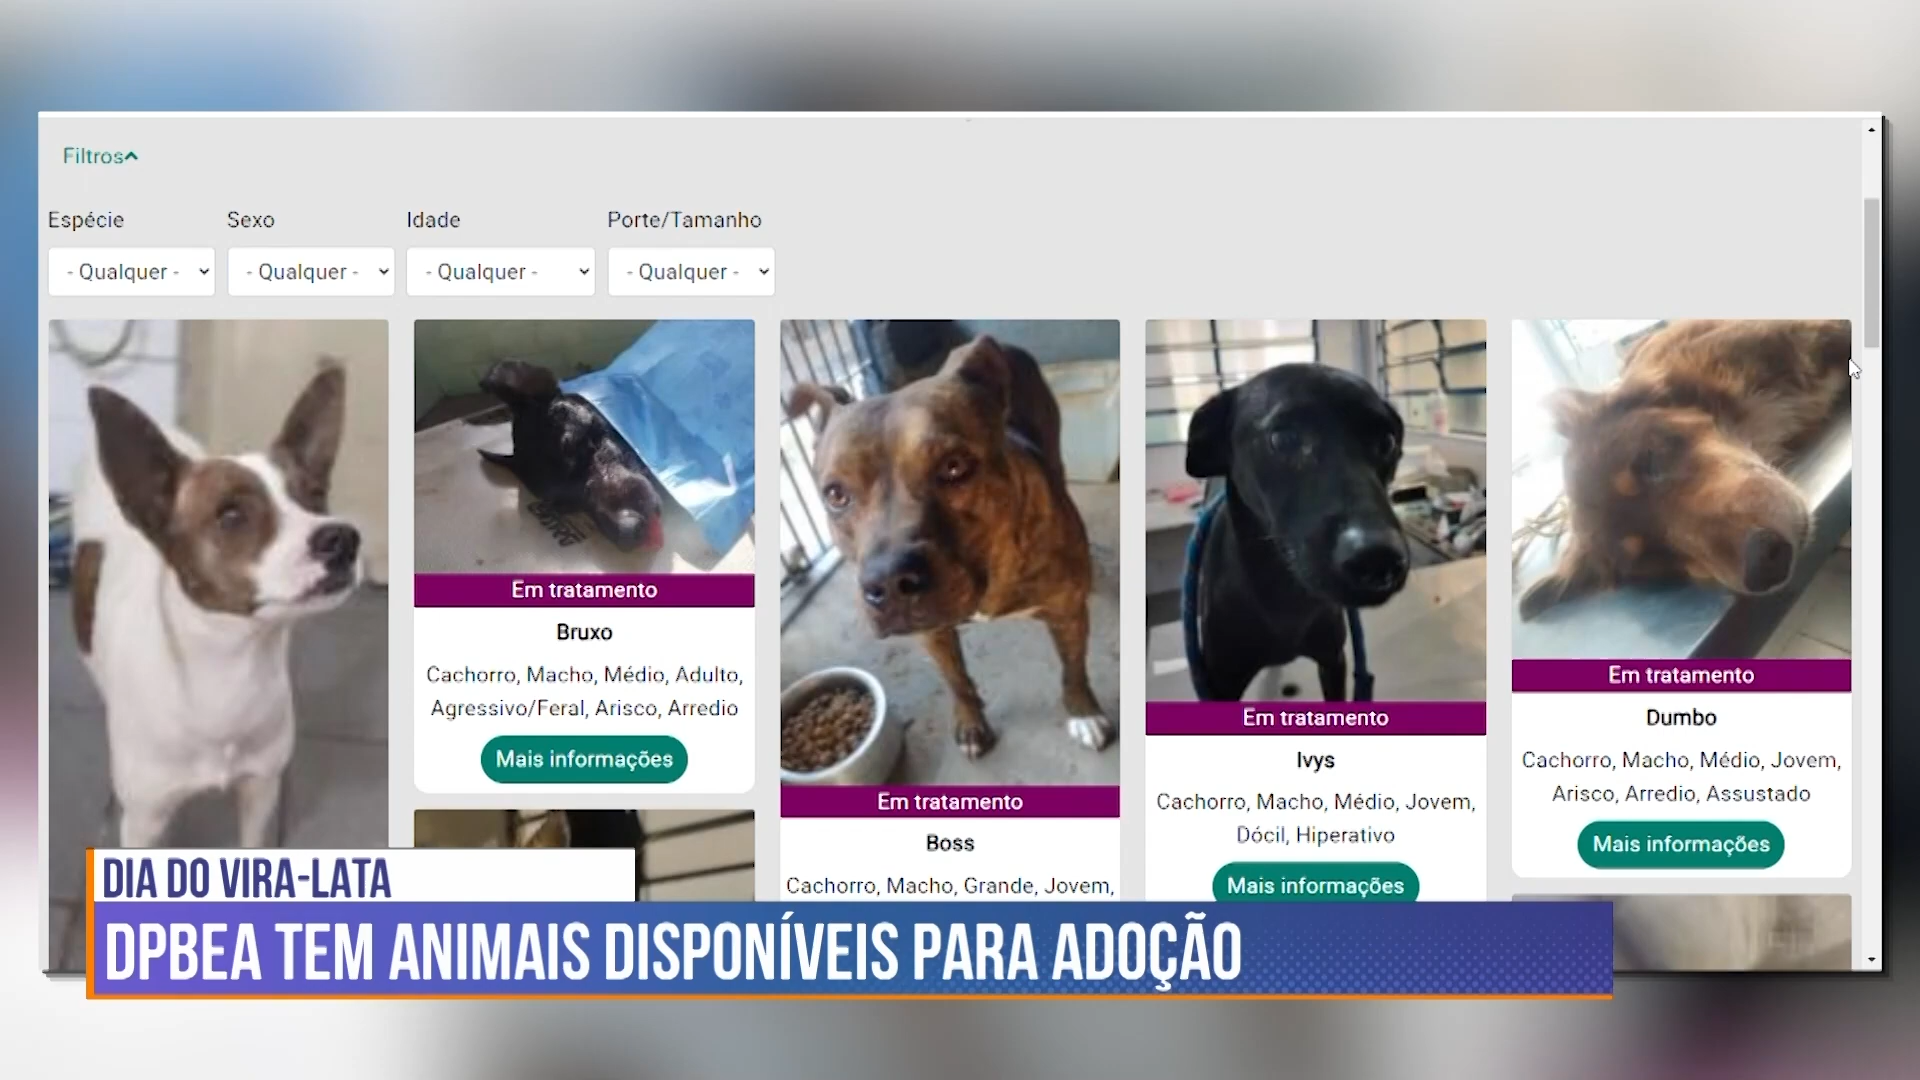 Filtros
Espécie
Sexo
Idade
Porte/Tamanho
- Qualquer -
- Qualquer -
- Qualquer -
- Qualquer -
Em tratamento
Bruxo
Cachorro, Macho, Médio, Adulto,
Agressivo/Feral, Arisco, Arredio
Mais informações
Em tratamento
Boss
Cachorro, Macho, Grande, Jovem,
Em tratamento
Ivys
Cachorro, Macho, Médio, Jovem,
Dócil, Hiperativo
Mais informações
Em tratamento
Dumbo
Cachorro, Macho, Médio, Jovem,
Arisco, Arredio, Assustado
Mais informações
DIA DO VIRA-LATA
DPBEA TEM ANIMAIS DISPONÍVEIS PARA ADOÇÃO